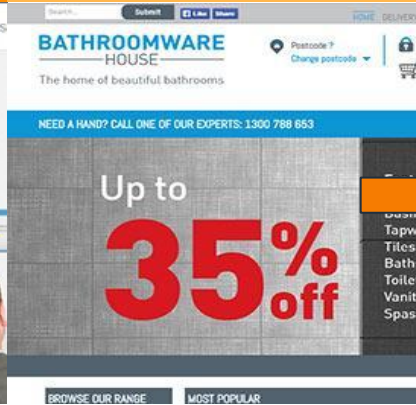 Search...
Submit
Like
Share
HOME DELIVERY
BATHROOMWARE
HOUSE
The home of beautiful bathrooms
Postcode ?
Change postcode
NEED A HAND? CALL ONE OF OUR EXPERTS: 1300 788 653
Up to
35%
off
Tapw
Tiles
Bath
Toile
Vanit
Spas
BROWSE OUR RANGE
MOST POPULAR